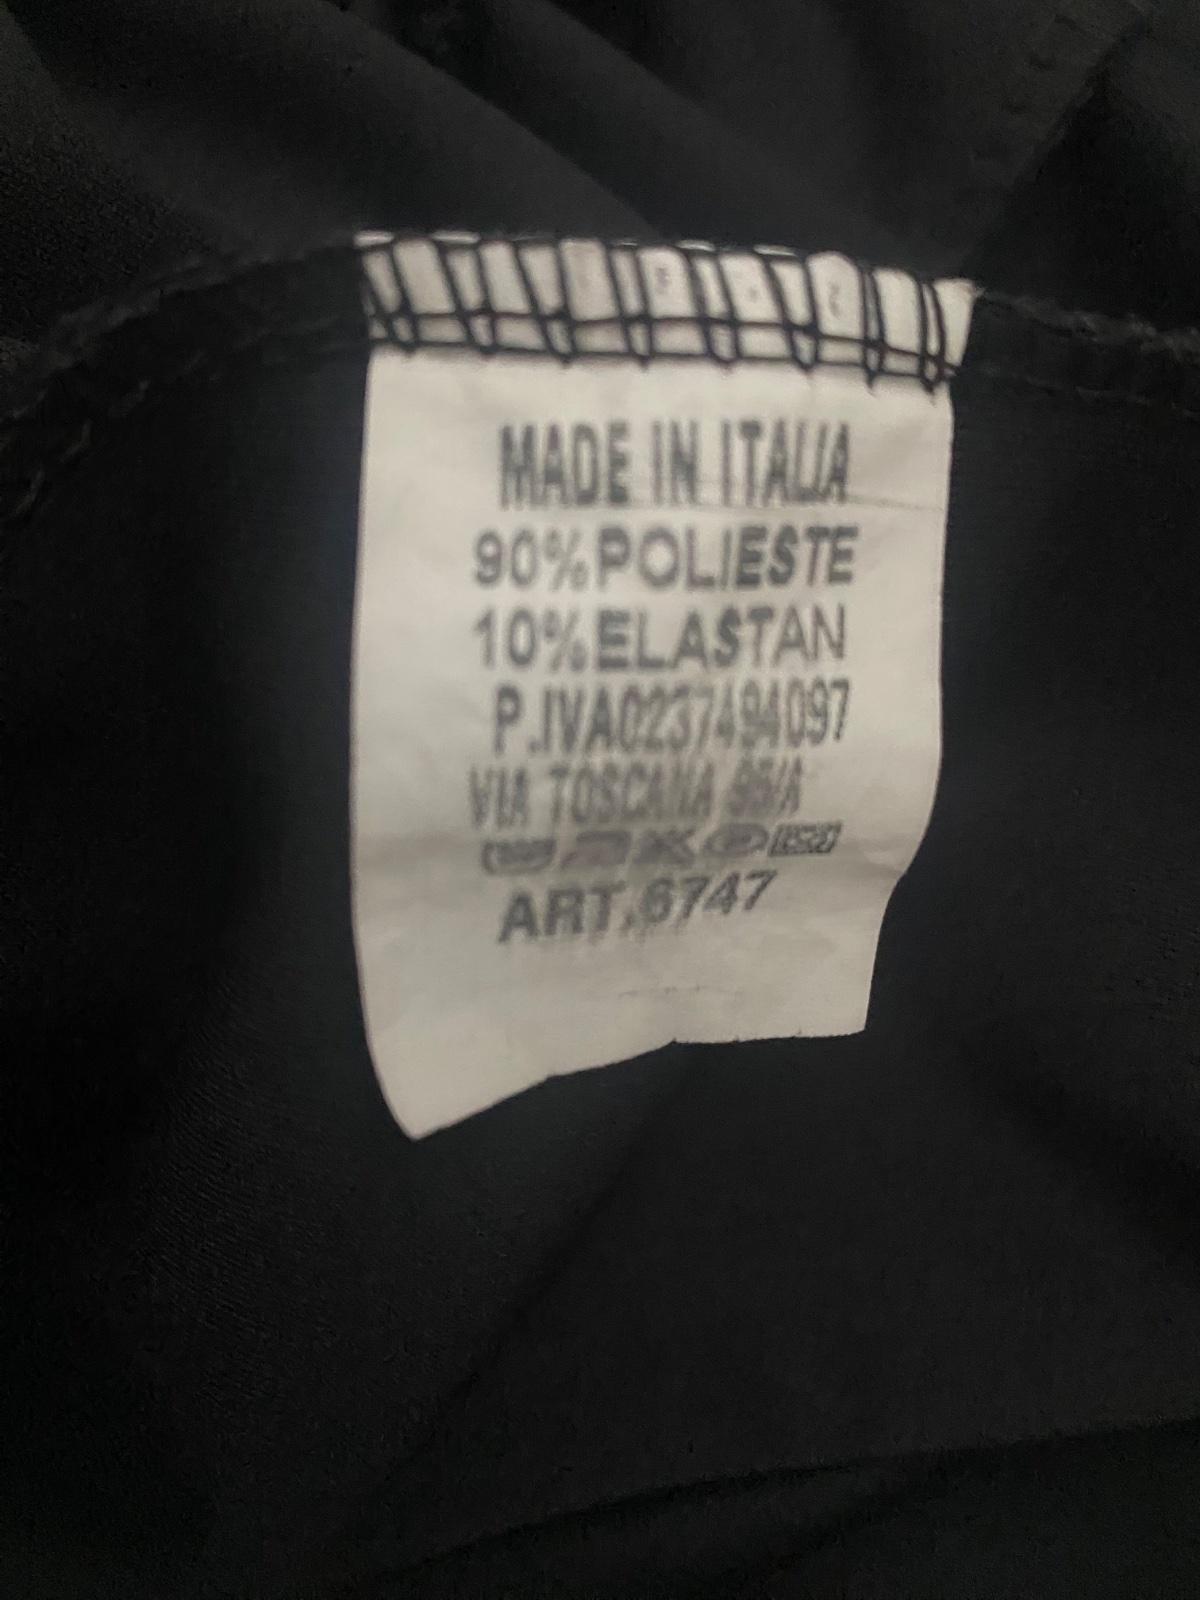 MADE IN ITALIA
90%POLIESTE
10%ELASTAN
P.IVA0237494097
VIA TOSCANA
ART.6747